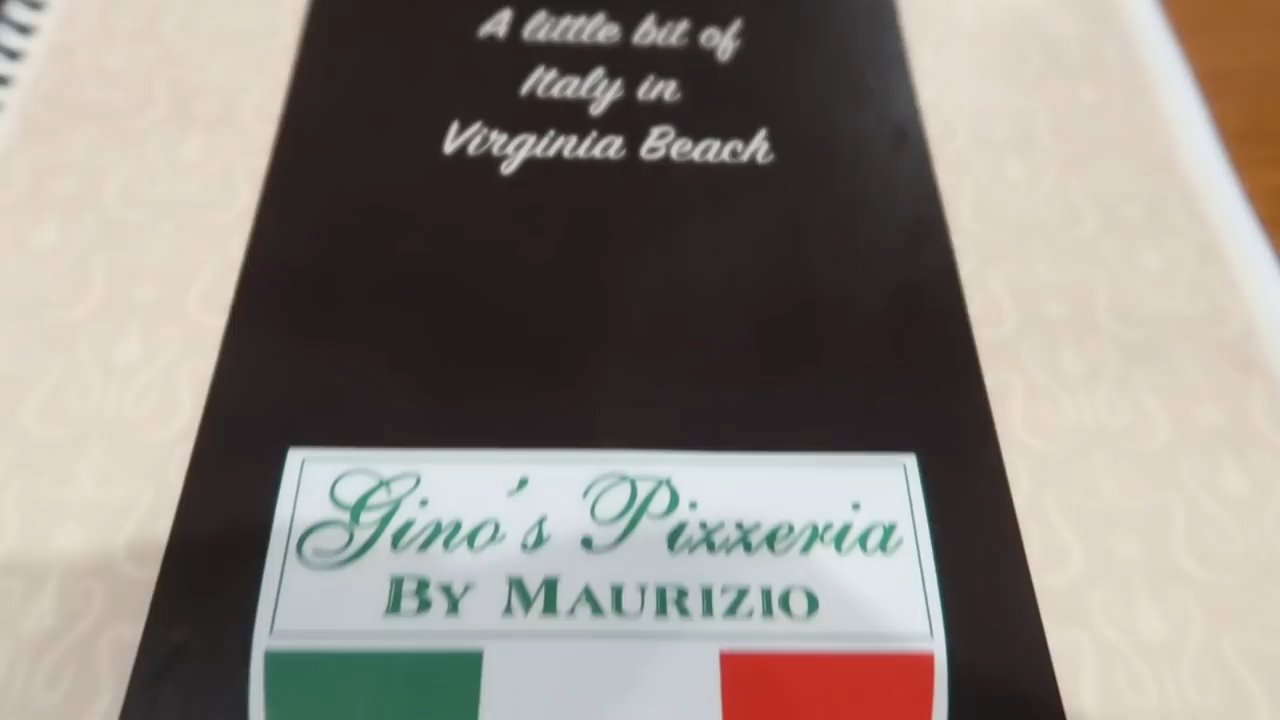 A little bit of
Italy in
Virginia Beach
Gino's Pizzeria
BY MAURIZIO